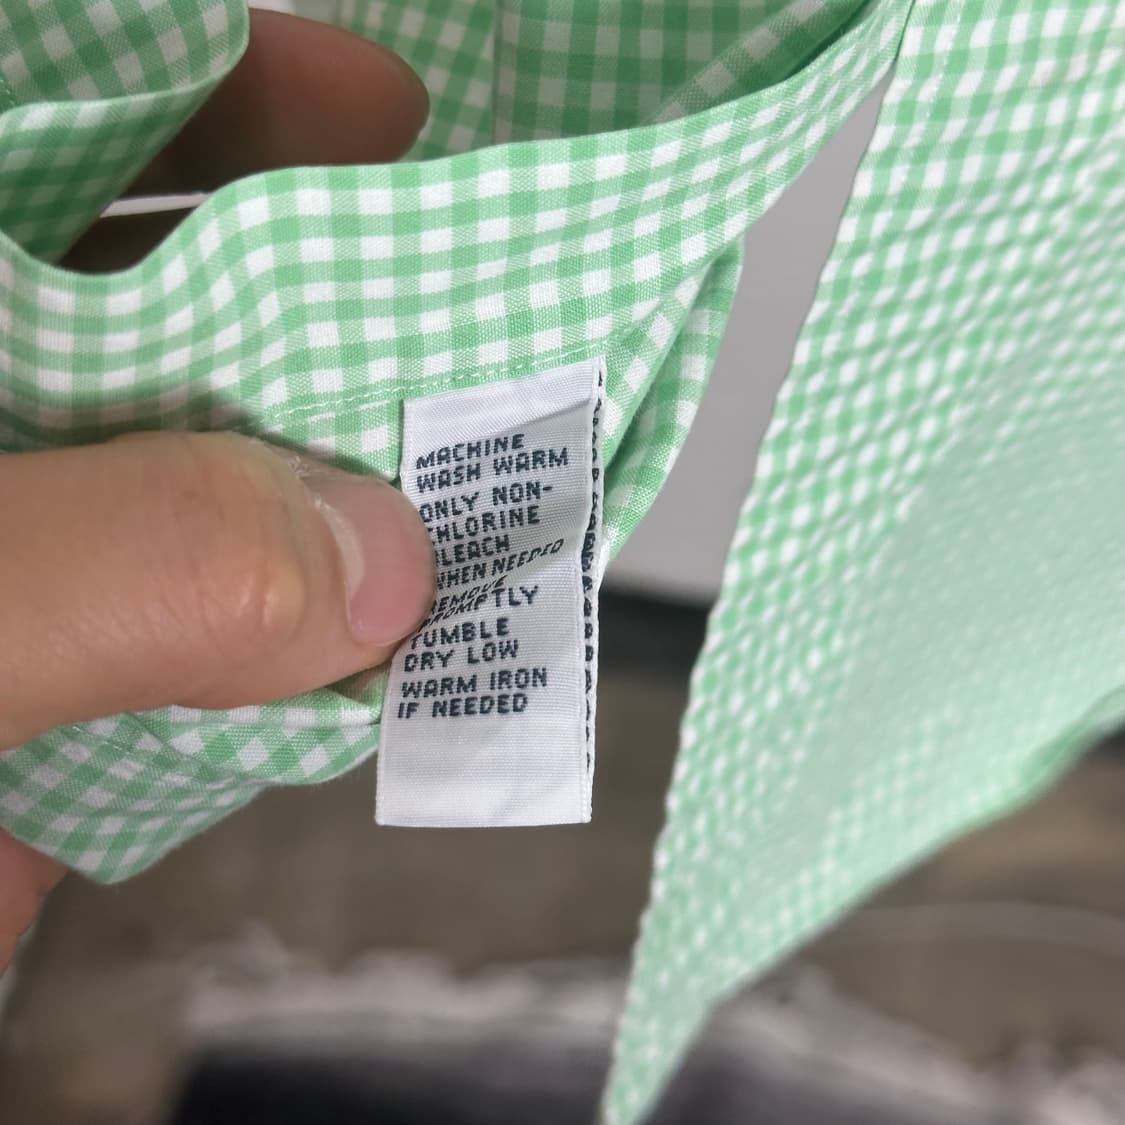 MACHINE
WASH WARM
ONLY NON-
CHLORINE
BLEACH
WHEN NEEDED
REMOVE
PROMPTLY
TUMBLE
DRY LOW
WARM IRON
IF NEEDED